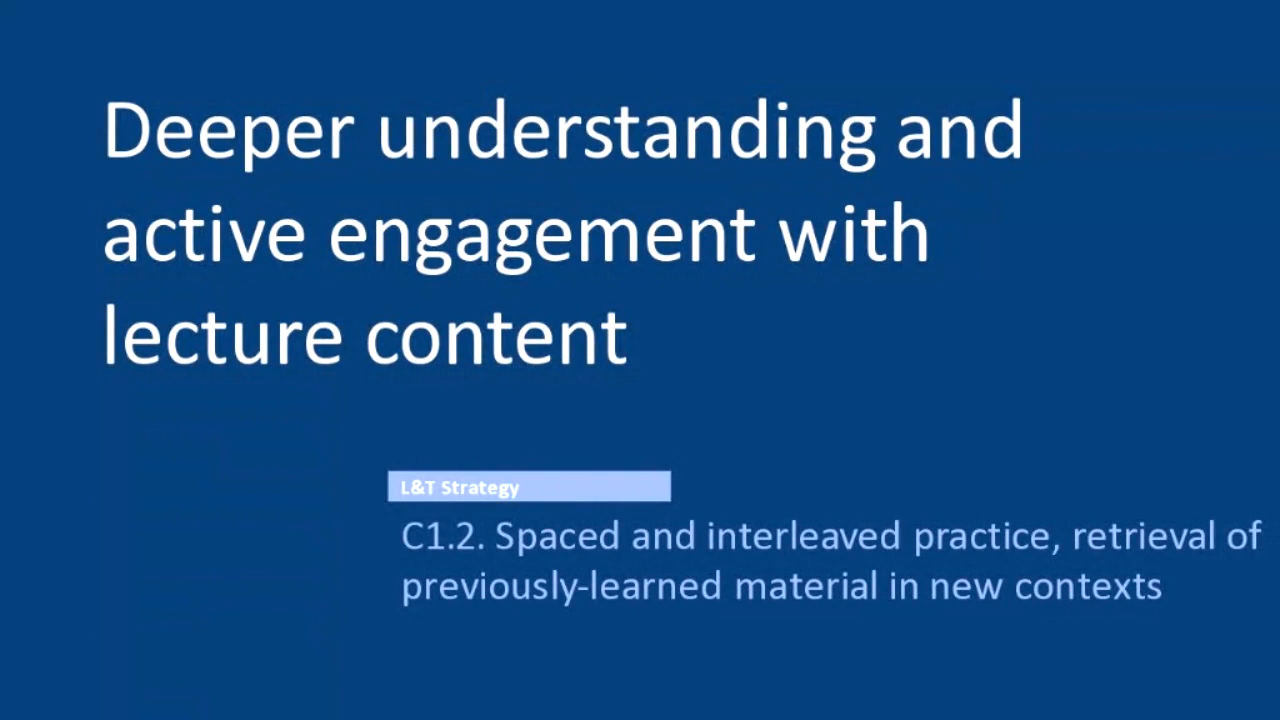 Deeper understanding and
active engagement with
lecture content
L&T Strategy
C1.2. Spaced and interleaved practice, retrieval of
previously-learned material in new contexts